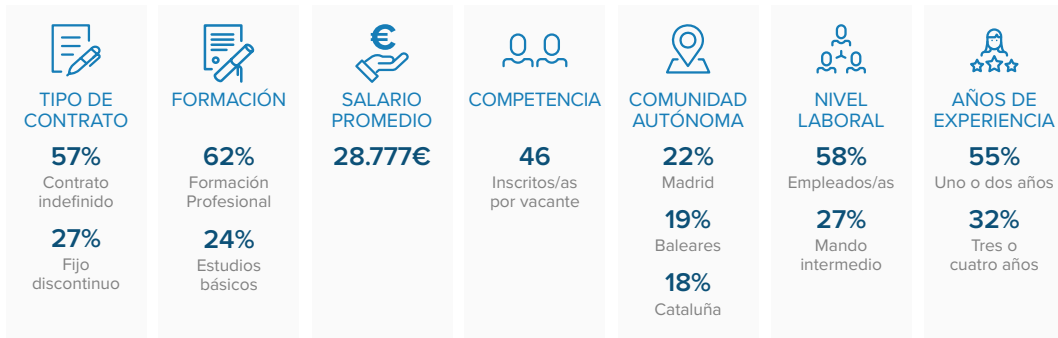 TIPO DE
CONTRATO
57%
Contrato
indefinido
27%
Fijo
discontinuo
FORMACIÓN
62%
Formación
Profesional
24%
Estudios
básicos
€
SALARIO
PROMEDIO
28.777€
COMPETENCIA
46
Inscritos/as
por vacante
COMUNIDAD
AUTÓNOMA
22%
Madrid
19%
Baleares
18%
Cataluña
NIVEL
LABORAL
58%
Empleados/as
27%
Mando
intermedio
AÑOS DE
EXPERIENCIA
55%
Uno o dos años
32%
Tres o
cuatro años